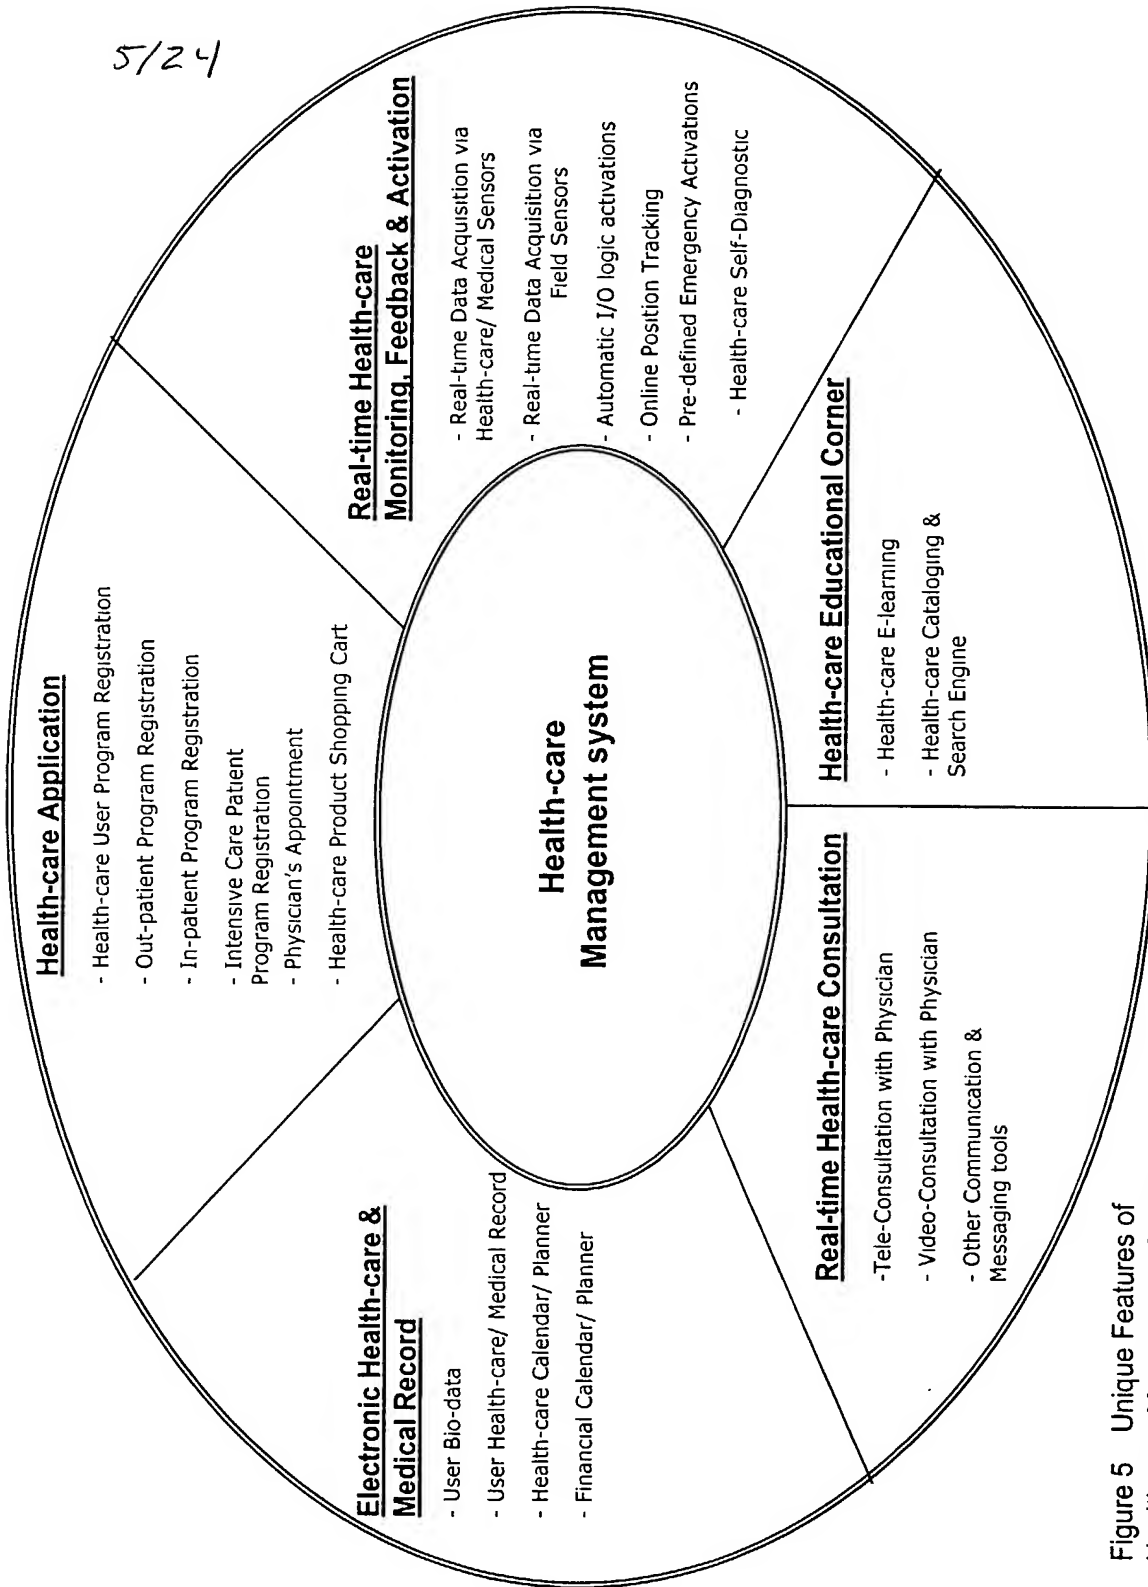 5/24
Health-care Application
- Health-care User Program Registration
- Out-patient Program Registration
- In-patient Program Registration
- Intensive Care Patient
Program Registration
- Physician's Appointment
- Health-care Product Shopping Cart
Real-time Health-care
Monitoring, Feedback & Activation
- Real-time Data Acquisition via
Health-care/ Medical Sensors
- Real-time Data Acquisition via
Field Sensors
- Automatic I/O logic activations
- Online Position Tracking
- Pre-defined Emergency Activations
- Health-care Self-Diagnostic
Electronic Health-care &
Medical Record
- User Bio-data
- User Health-care/ Medical Record
- Health-care Calendar/ Planner
- Financial Calendar/ Planner
Health-care
Management system
Real-time Health-care Consultation
-Tele-Consultation with Physician
- Video-Consultation with Physician
- Other Communication &
Messaging tools
Health-care Educational Corner
- Health-care E-learning
- Health-care Cataloging &
Search Engine
Figure 5 Unique Features of